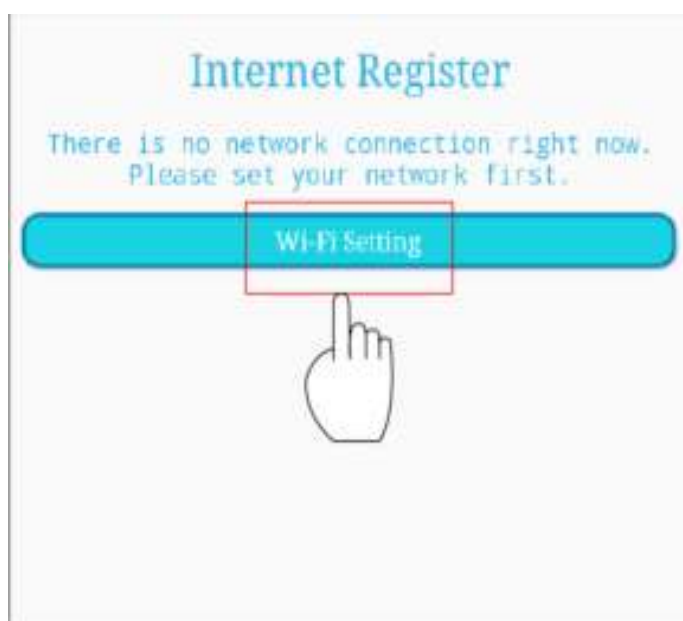 Internet Register
There is no network connection right now.
Please set your network first.
Wi-Fi Setting